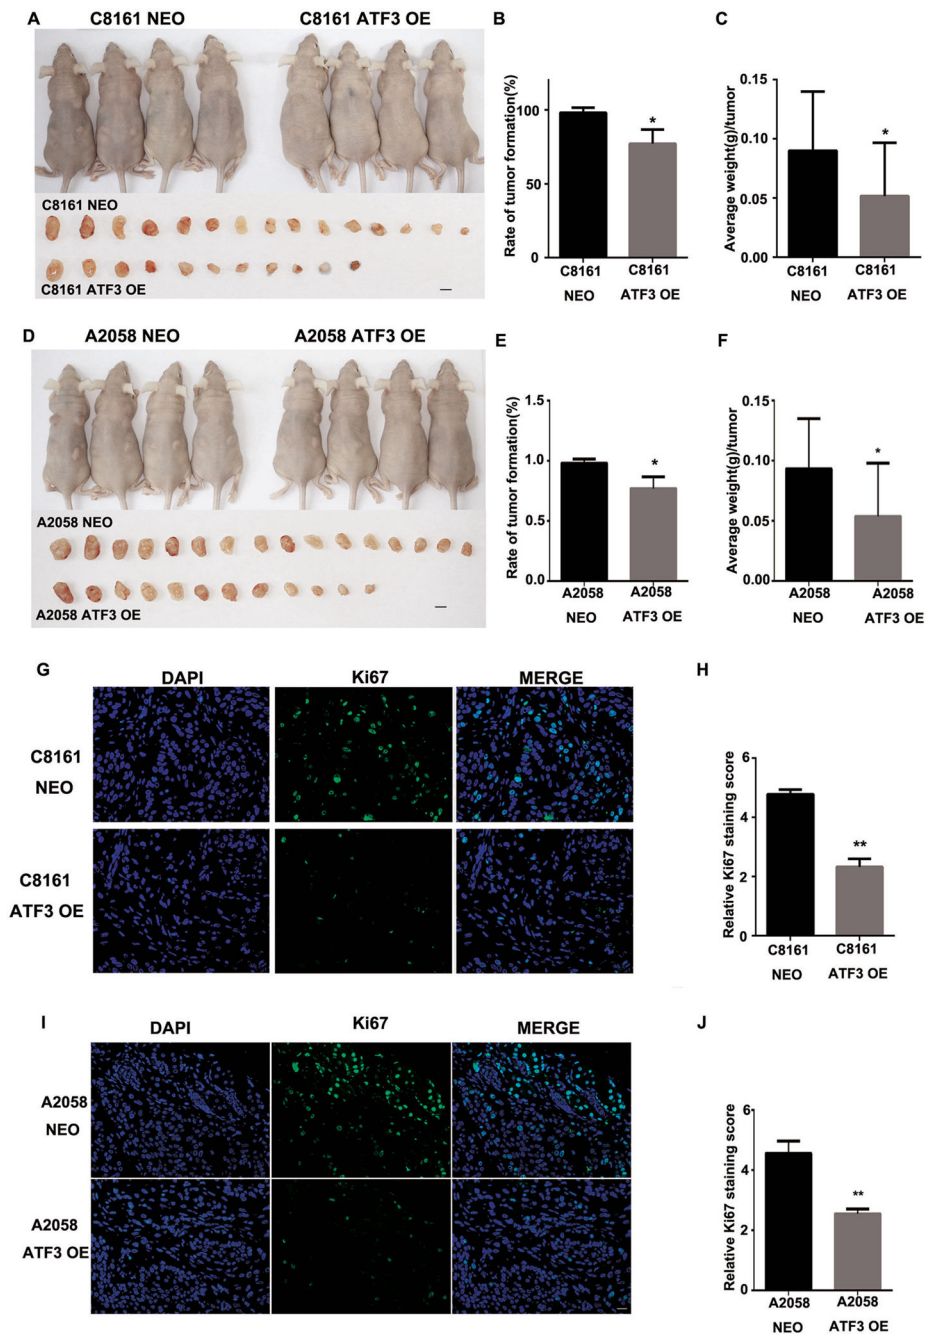 A
C8161 NEO
C8161 ATF3 OE
C8161 NEO
C8161 ATF3 OE
B
Rate of tumor formation(%)
100
50
0
*
C8161
NEO
C8161
ATF3 OE
C
Average weight(g)/tumor
0.15
0.10
0.05
0.00
*
C8161
NEO
C8161
ATF3 OE
D
A2058 NEO
A2058 ATF3 OE
A2058 NEO
A2058 ATF3 OE
E
Rate of tumor formation(%)
1.5
1.0
0.5
0.0
*
A2058
NEO
A2058
ATF3 OE
F
Average weight(g)/tumor
0.15
0.10
0.05
0.00
*
A2058
NEO
A2058
ATF3 OE
G
DAPI
Ki67
MERGE
C8161
NEO
C8161
ATF3 OE
H
Relative Ki67 staining score
6
4
2
0
**
C8161
NEO
C8161
ATF3 OE
I
DAPI
Ki67
MERGE
A2058
NEO
A2058
ATF3 OE
J
Relative Ki67 staining score
6
4
2
0
**
A2058
NEO
A2058
ATF3 OE